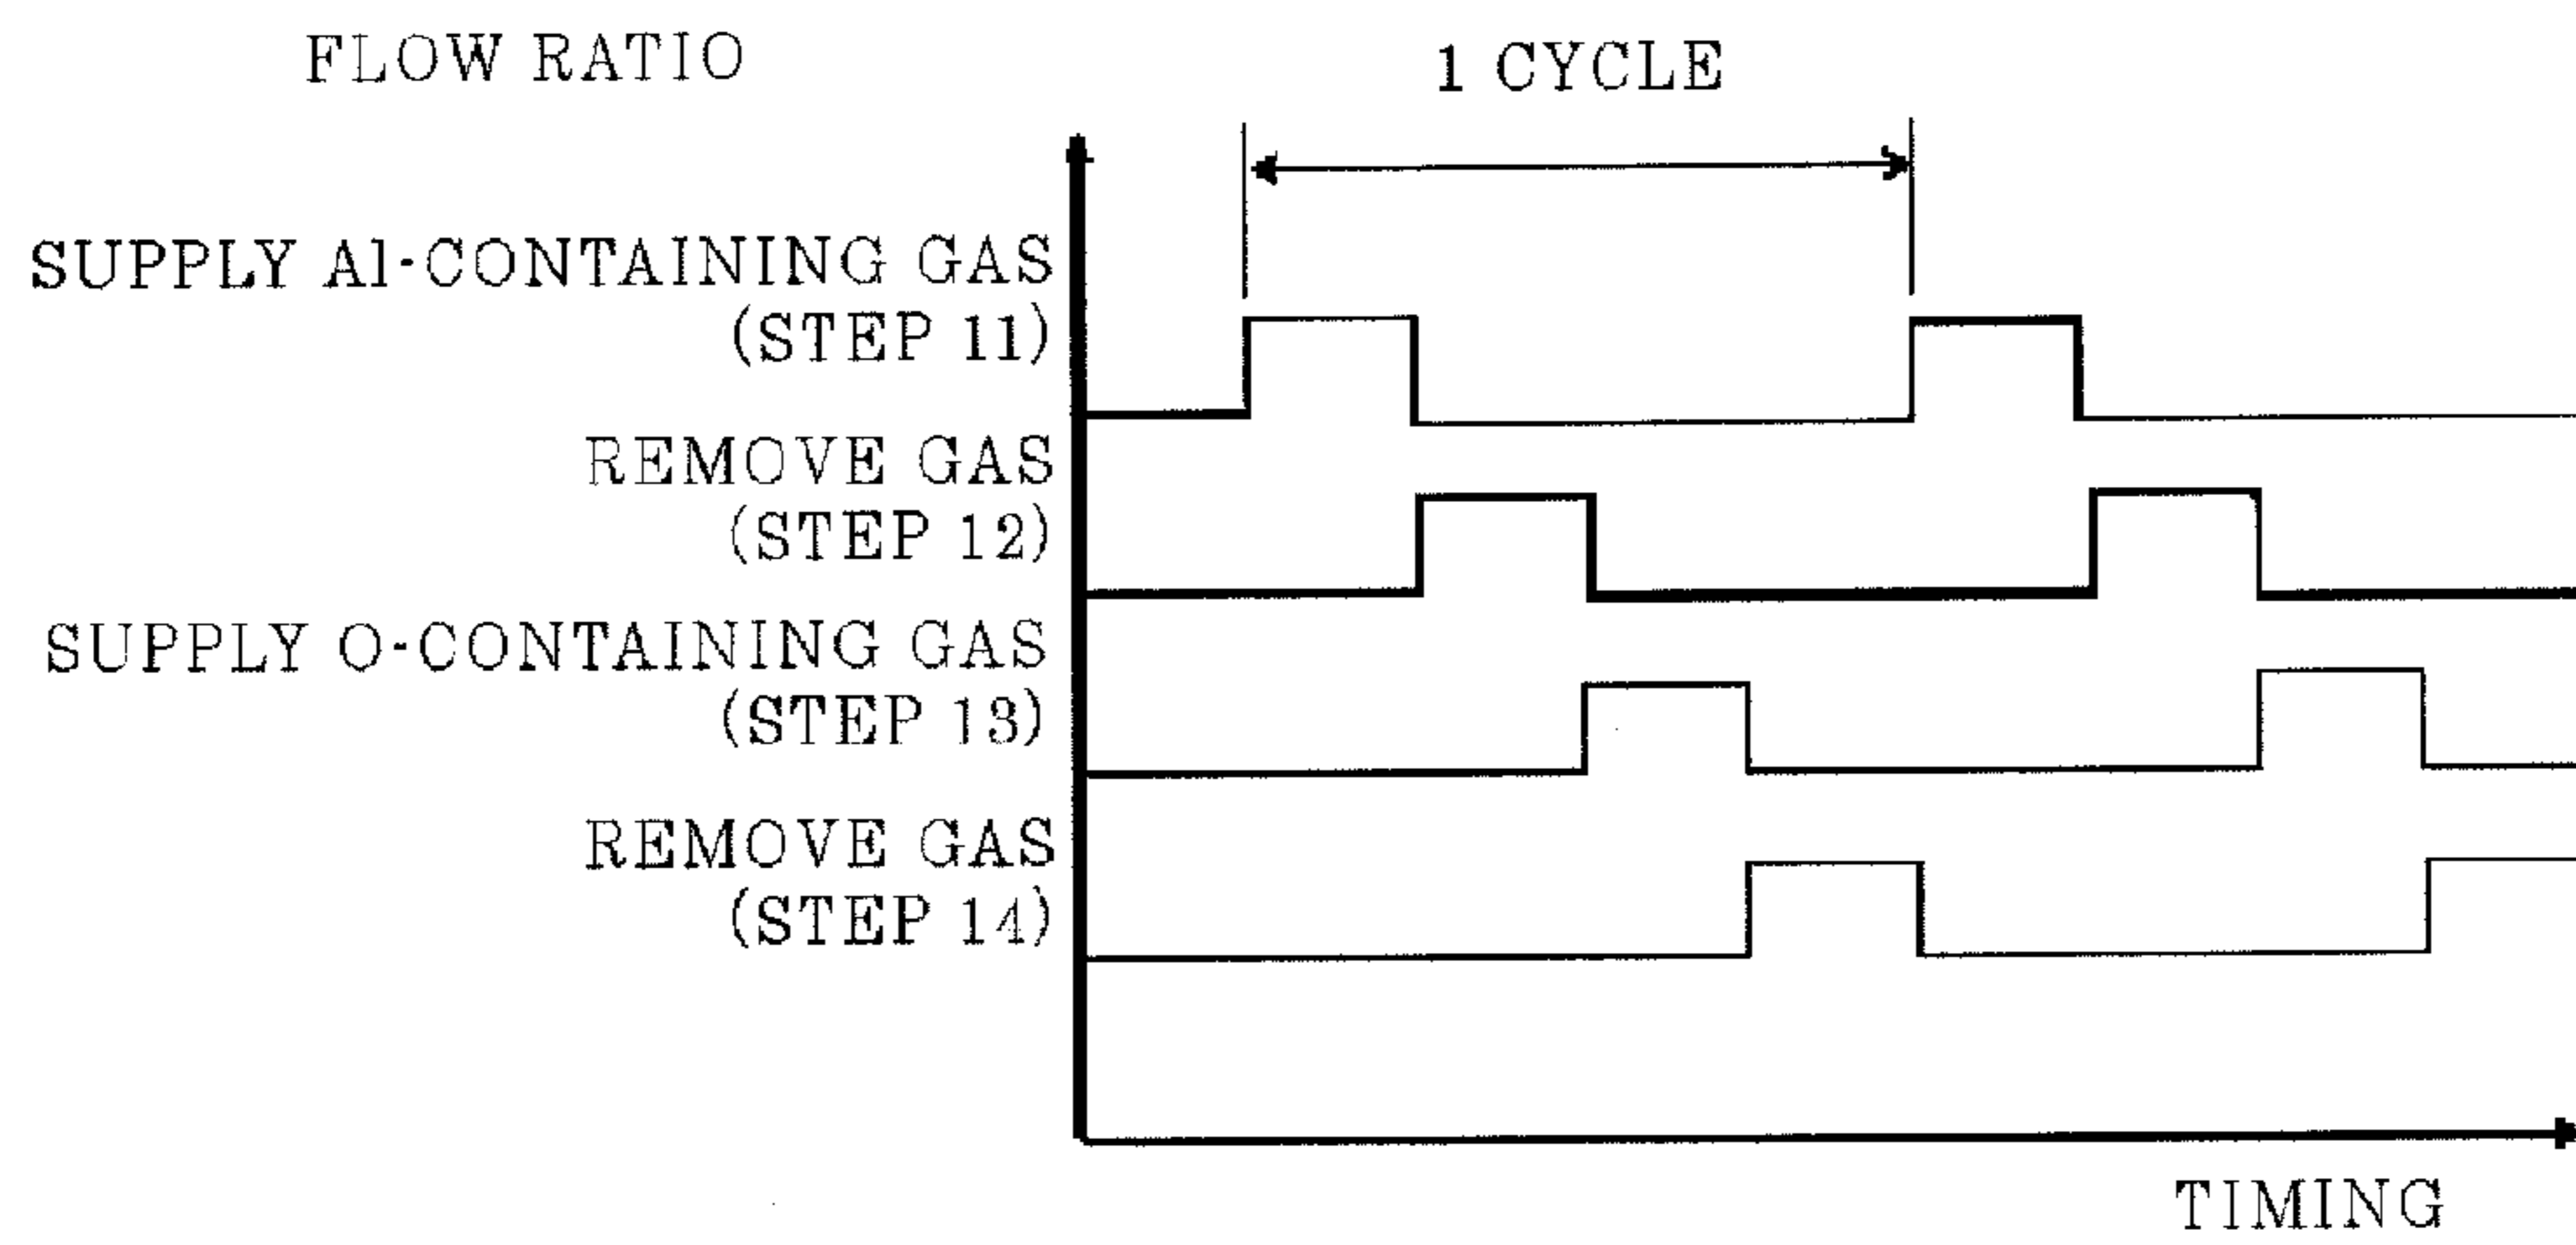 FLOW RATIO
1 CYCLE
SUPPLY Al-CONTAINING GAS
(STEP 11)
REMOVE GAS
(STEP 12)
SUPPLY O-CONTAINING GAS
(STEP 13)
REMOVE GAS
(STEP 14)
TIMING